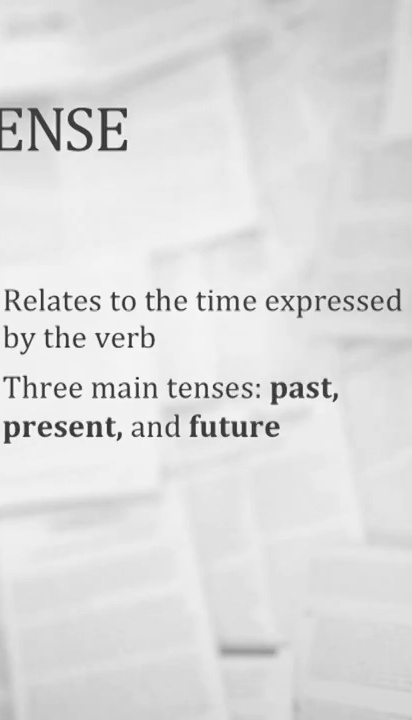 ENSE
Relates to the time expressed
by the verb
Three main tenses: past,
present, and future